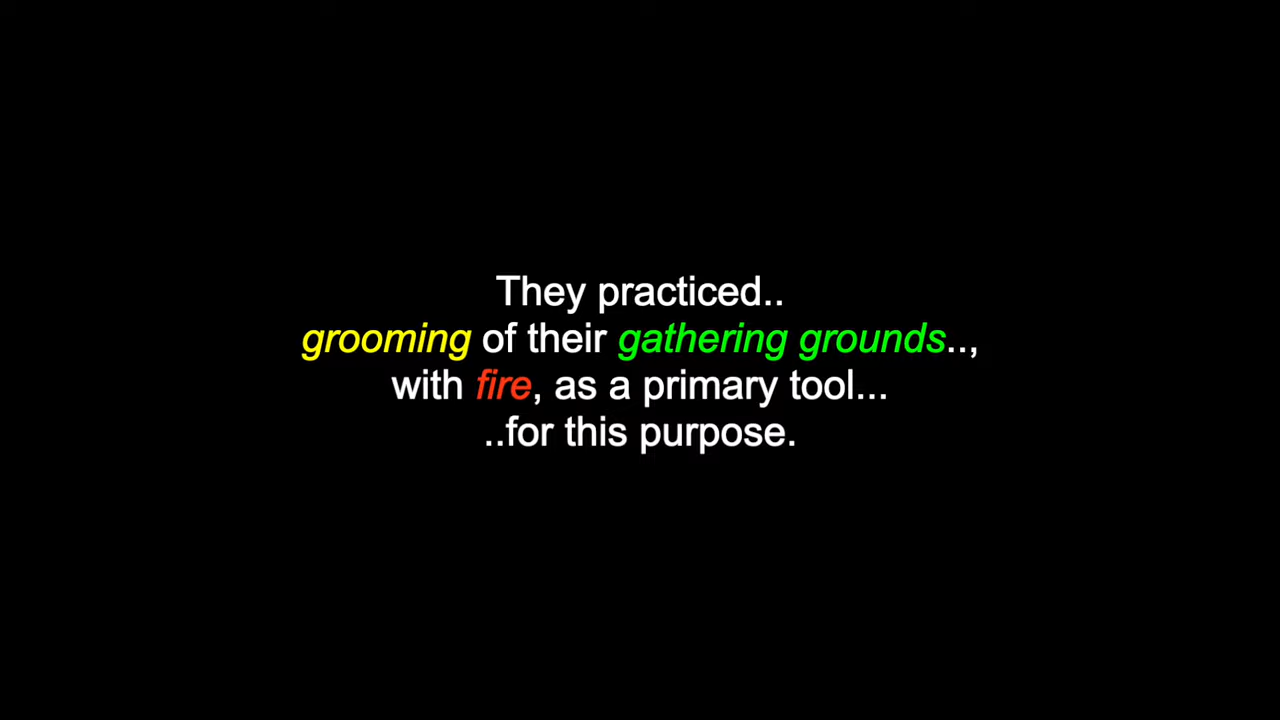 They practiced..
grooming of their gathering grounds..,
with fire, as a primary tool...
..for this purpose.